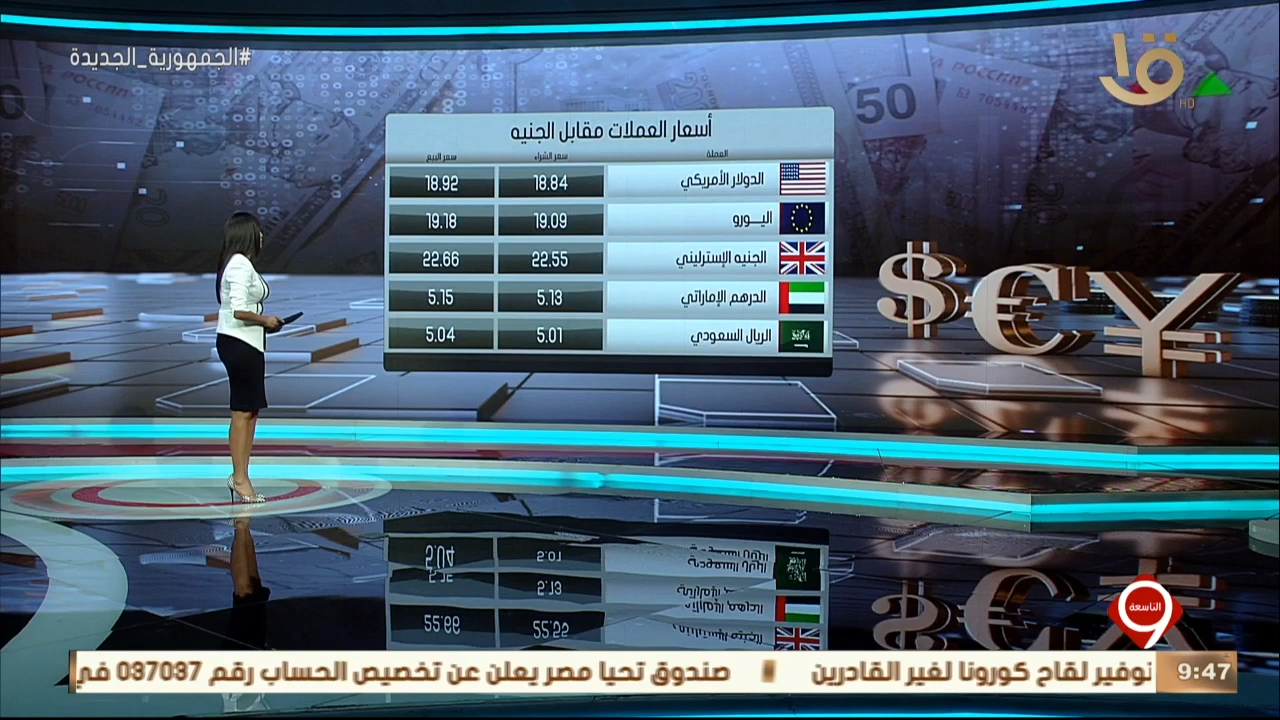 #الجمهورية_الجديدة
HD
50
أسعار العملات مقابل الجنيه
العملة سعر الشراء سعر البيع
الدولار الأمريكي 18.84 18.92
اليـــورو 19.09 19.18
الجنيه الإسترليني 22.55 22.66
الدرهم الإماراتي 5.13 5.15
الريال السعودي 5.01 5.04
$€¥
التاسعة
9
9:47 توفير لقاح كورونا لغير القادرين صندوق تحيا مصر يعلن عن تخصيص الحساب رقم 037037 في